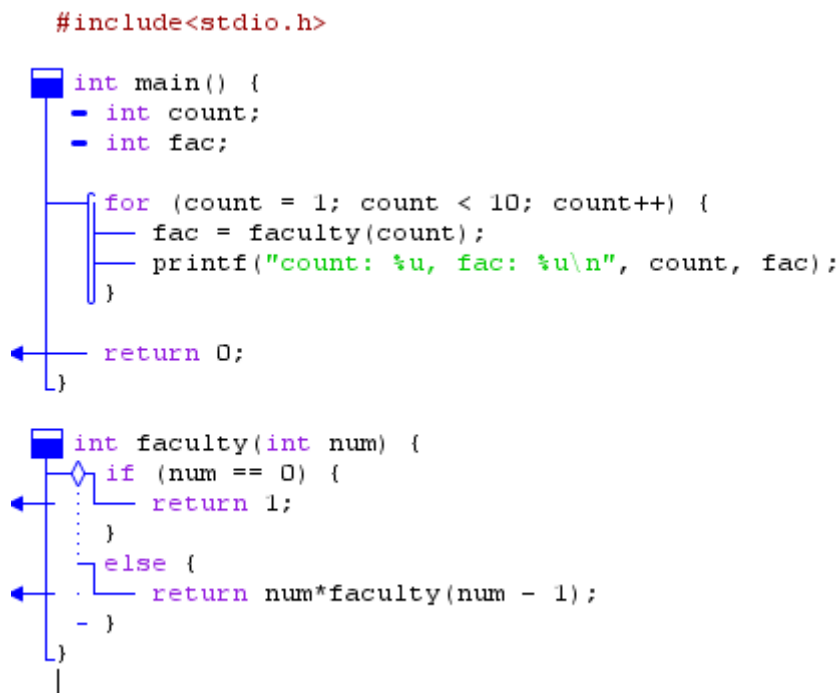 #include<stdio.h>
int main() {
int count;
int fac;
for (count = 1; count < 10; count++) {
fac = faculty(count);
printf("count: %u, fac: %u\n", count, fac);
}
return 0;
}
int faculty(int num) {
if (num == 0) {
return 1;
}
else {
return num*faculty(num - 1);
}
}